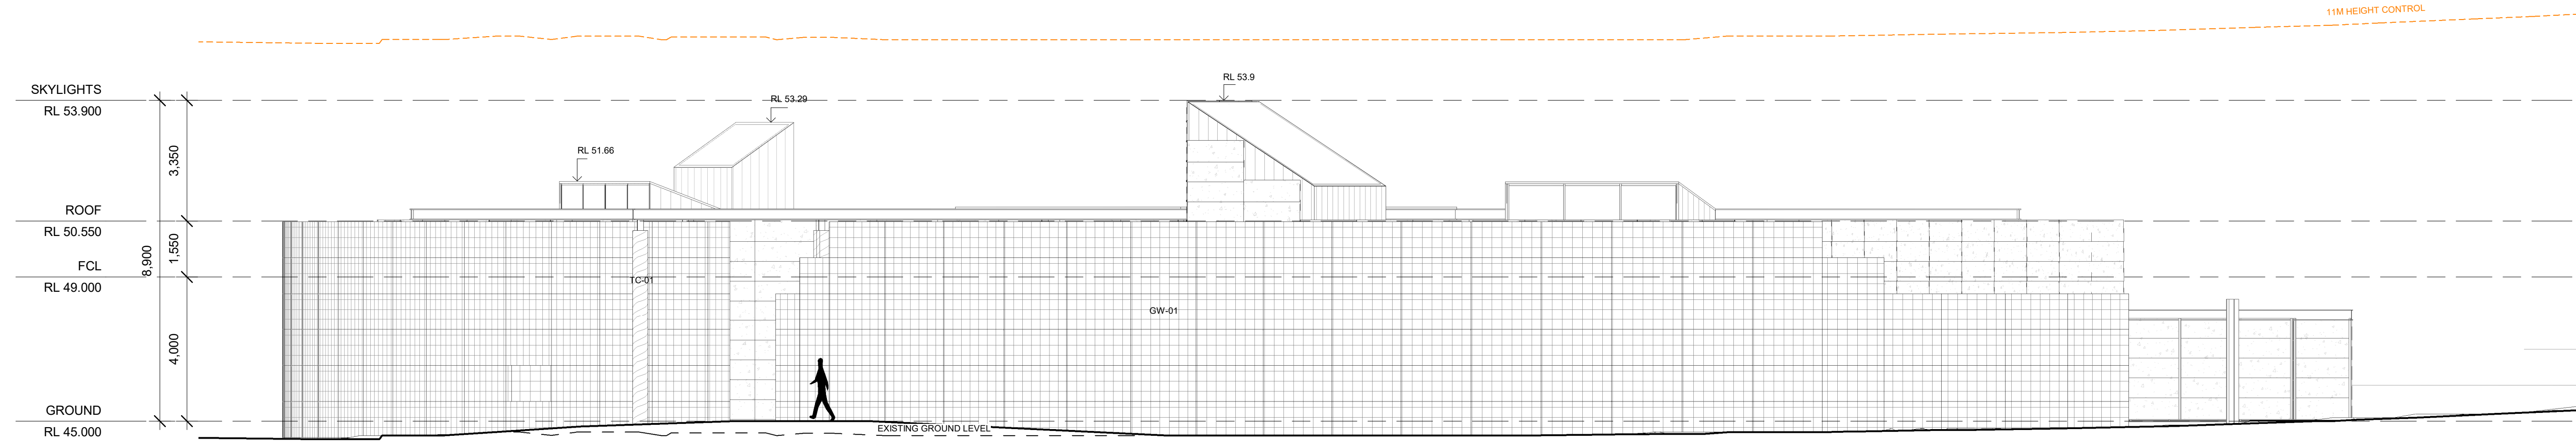 11M HEIGHT CONTROL
SKYLIGHTS
RL 53.900
RL 53.9
RL 53.29
RL 51.66
3,350
ROOF
RL 50.550
1,550
8,900
FCL
RL 49.000
TC-01
GW-01
4,000
GROUND
RL 45.000
EXISTING GROUND LEVEL